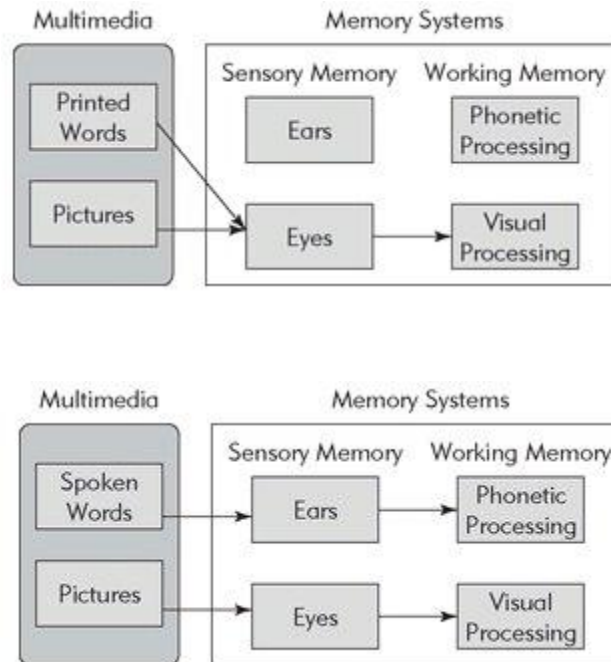 Multimedia
Memory Systems
Sensory Memory
Working Memory
Printed
Words
Ears
Phonetic
Processing
Pictures
Eyes
Visual
Processing
Multimedia
Memory Systems
Sensory Memory
Working Memory
Spoken
Words
Ears
Phonetic
Processing
Pictures
Eyes
Visual
Processing